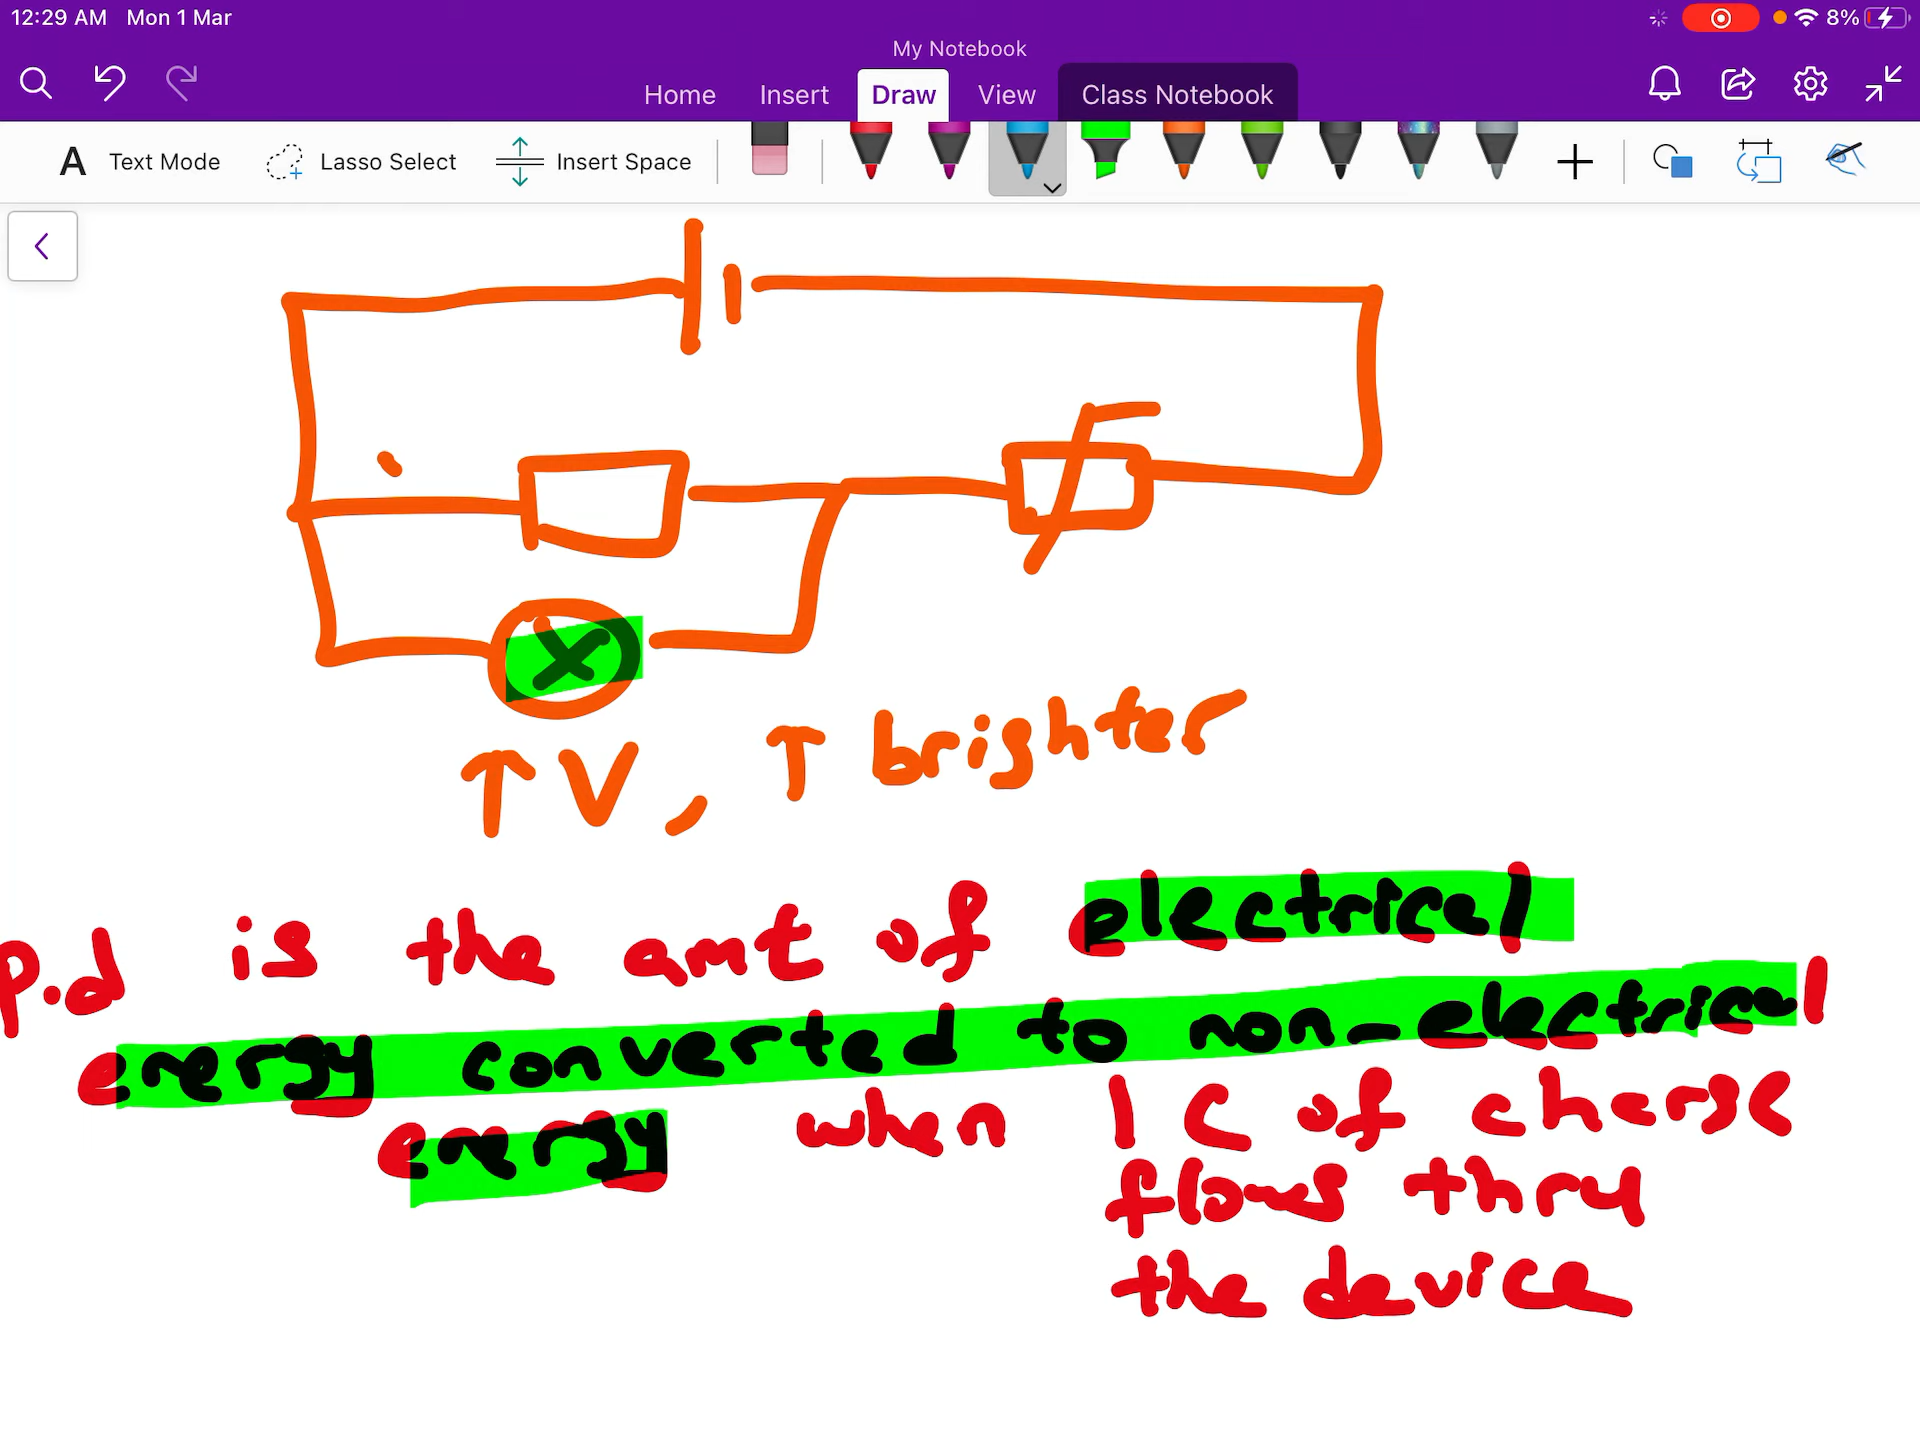 12:29 AM Mon 1 Mar
8%
My Notebook
Home Insert Draw View Class Notebook
A Text Mode Lasso Select Insert Space
↑ V, ↑ brighter
p.d is the amt of electrical
energy converted to non-electrical
energy when 1 C of charge
flows thru
the device